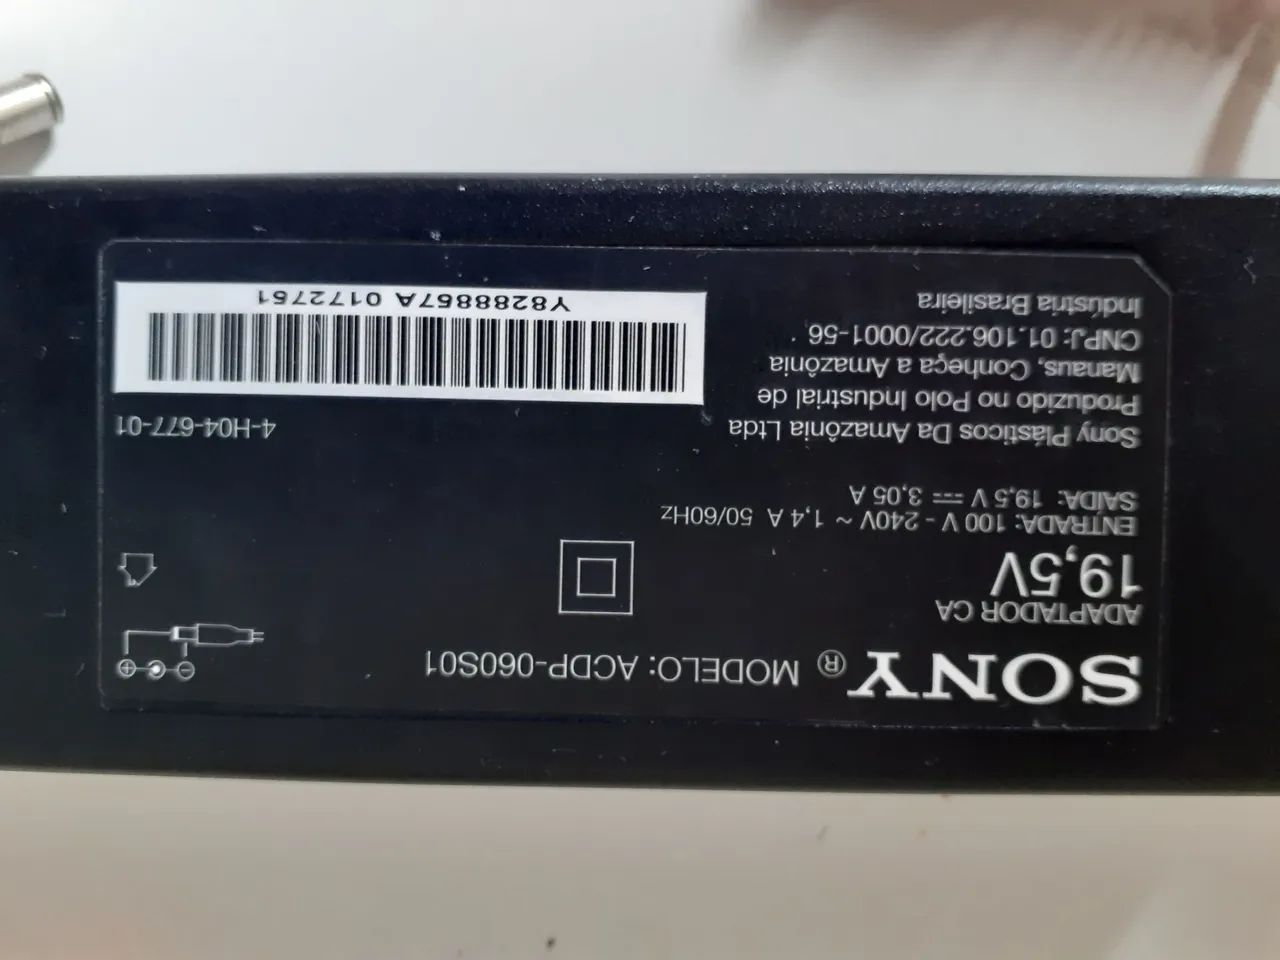 SONY ® MODELO: ACDP-060S01
ADAPTADOR CA
19,5V
ENTRADA: 100 V - 240V ~ 1,4 A 50/60Hz
SAÍDA: 19,5 V ⎓ 3,05 A
Sony Plásticos Da Amazônia Ltda
Produzido no Polo Industrial de
Manaus, Conheça a Amazônia
CNPJ: 01.106.222/0001-56
Indústria Brasileira
4-H04-677-01
Y8288857A 0172751